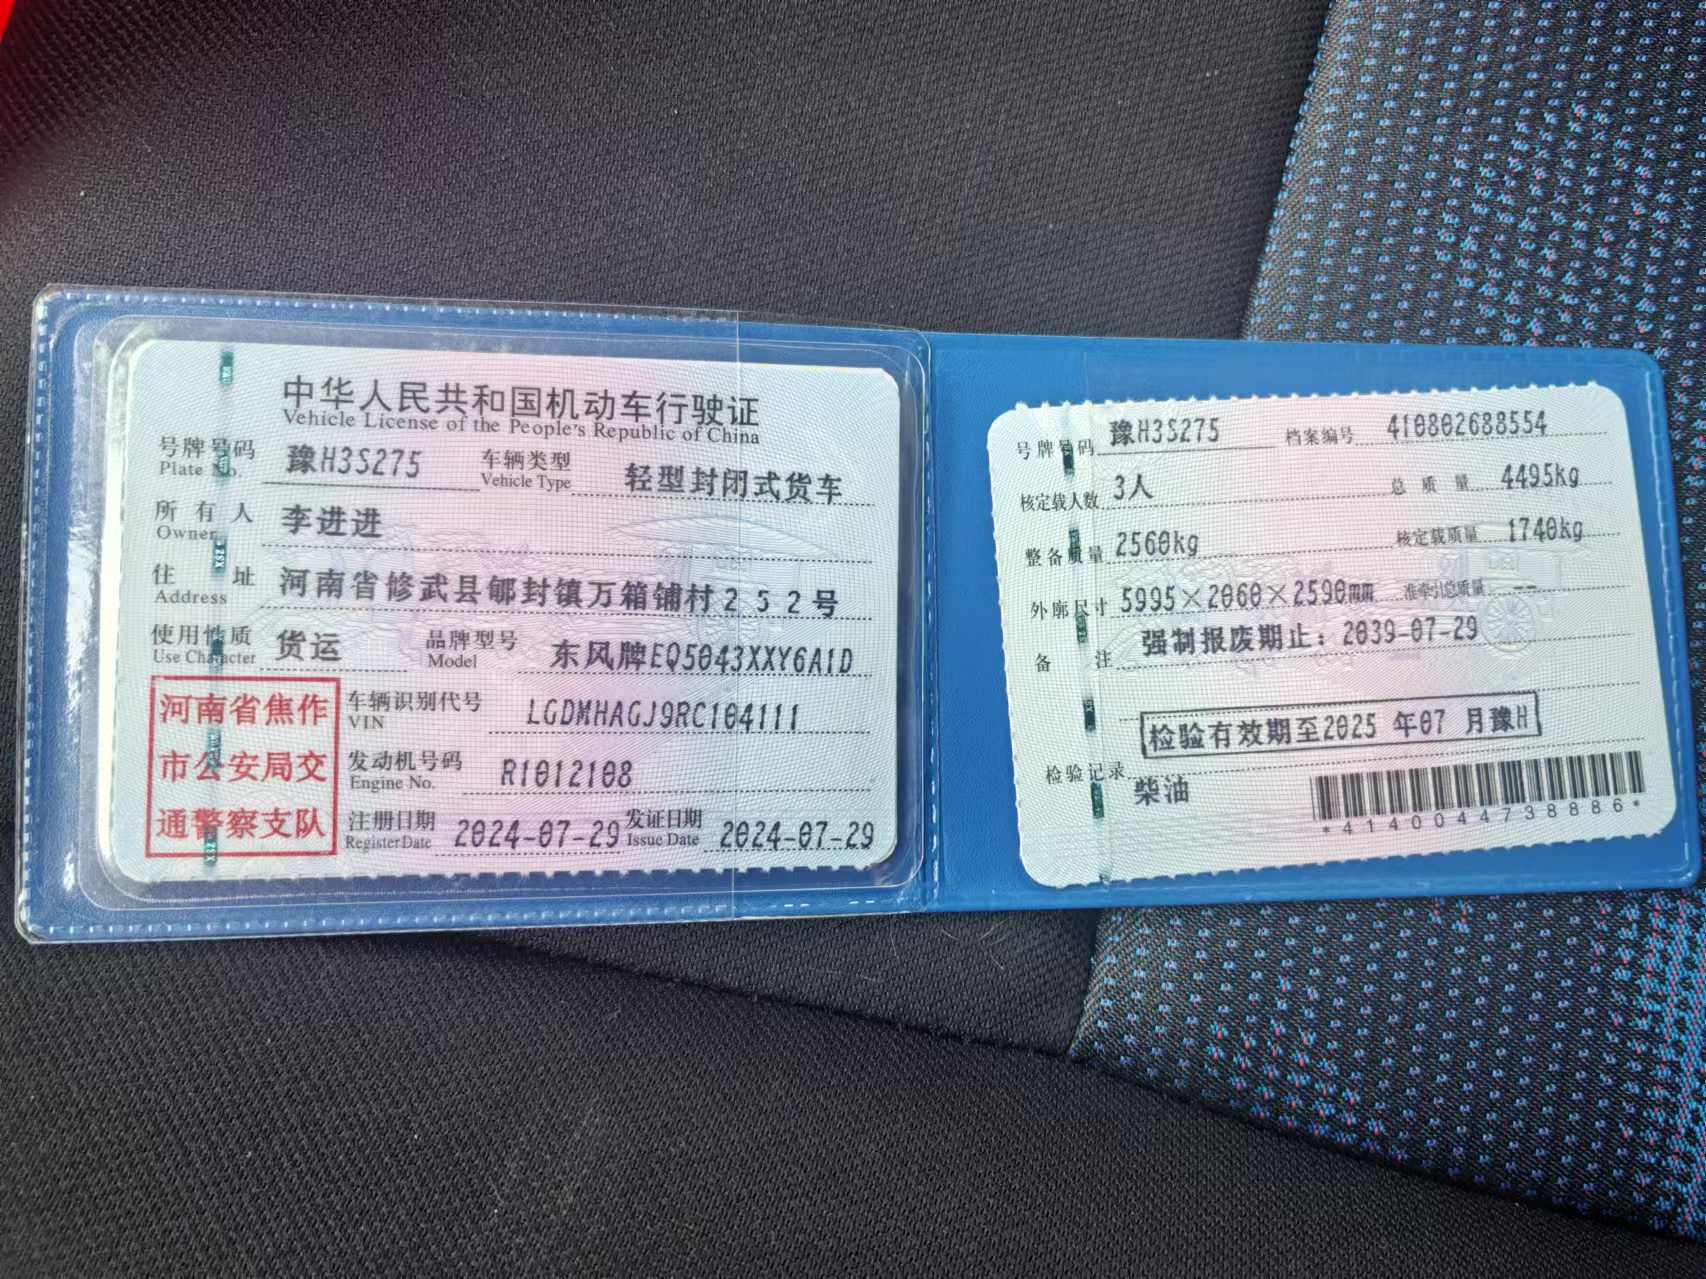 中华人民共和国机动车行驶证
Vehicle License of the People's Republic of China
号牌号码 豫H3S275 车辆类型 轻型封闭式货车
Plate No. Vehicle Type
所有人 李进进
Owner
住址 河南省修武县郇封镇万箱铺村252号
Address
使用性质 货运 品牌型号 东风牌EQ5043XXY6A1D
Use Character Model
河南省焦作
市公安局交
通警察支队
车辆识别代号 LGDMHAGJ9RC104111
VIN
发动机号码 R1012108
Engine No.
注册日期 2024-07-29 发证日期 2024-07-29
Register Date Issue Date
号牌号码 豫H3S275 档案编号 410802688554
核定载人数 3人 总质量 4495kg
整备质量 2560kg 核定载质量 1740kg
外廓尺寸 5995×2060×2590mm 准牵引总质量 --
备注 强制报废期止：2039-07-29
检验有效期至2025年07月豫H
检验记录 柴油
*4140044738886*